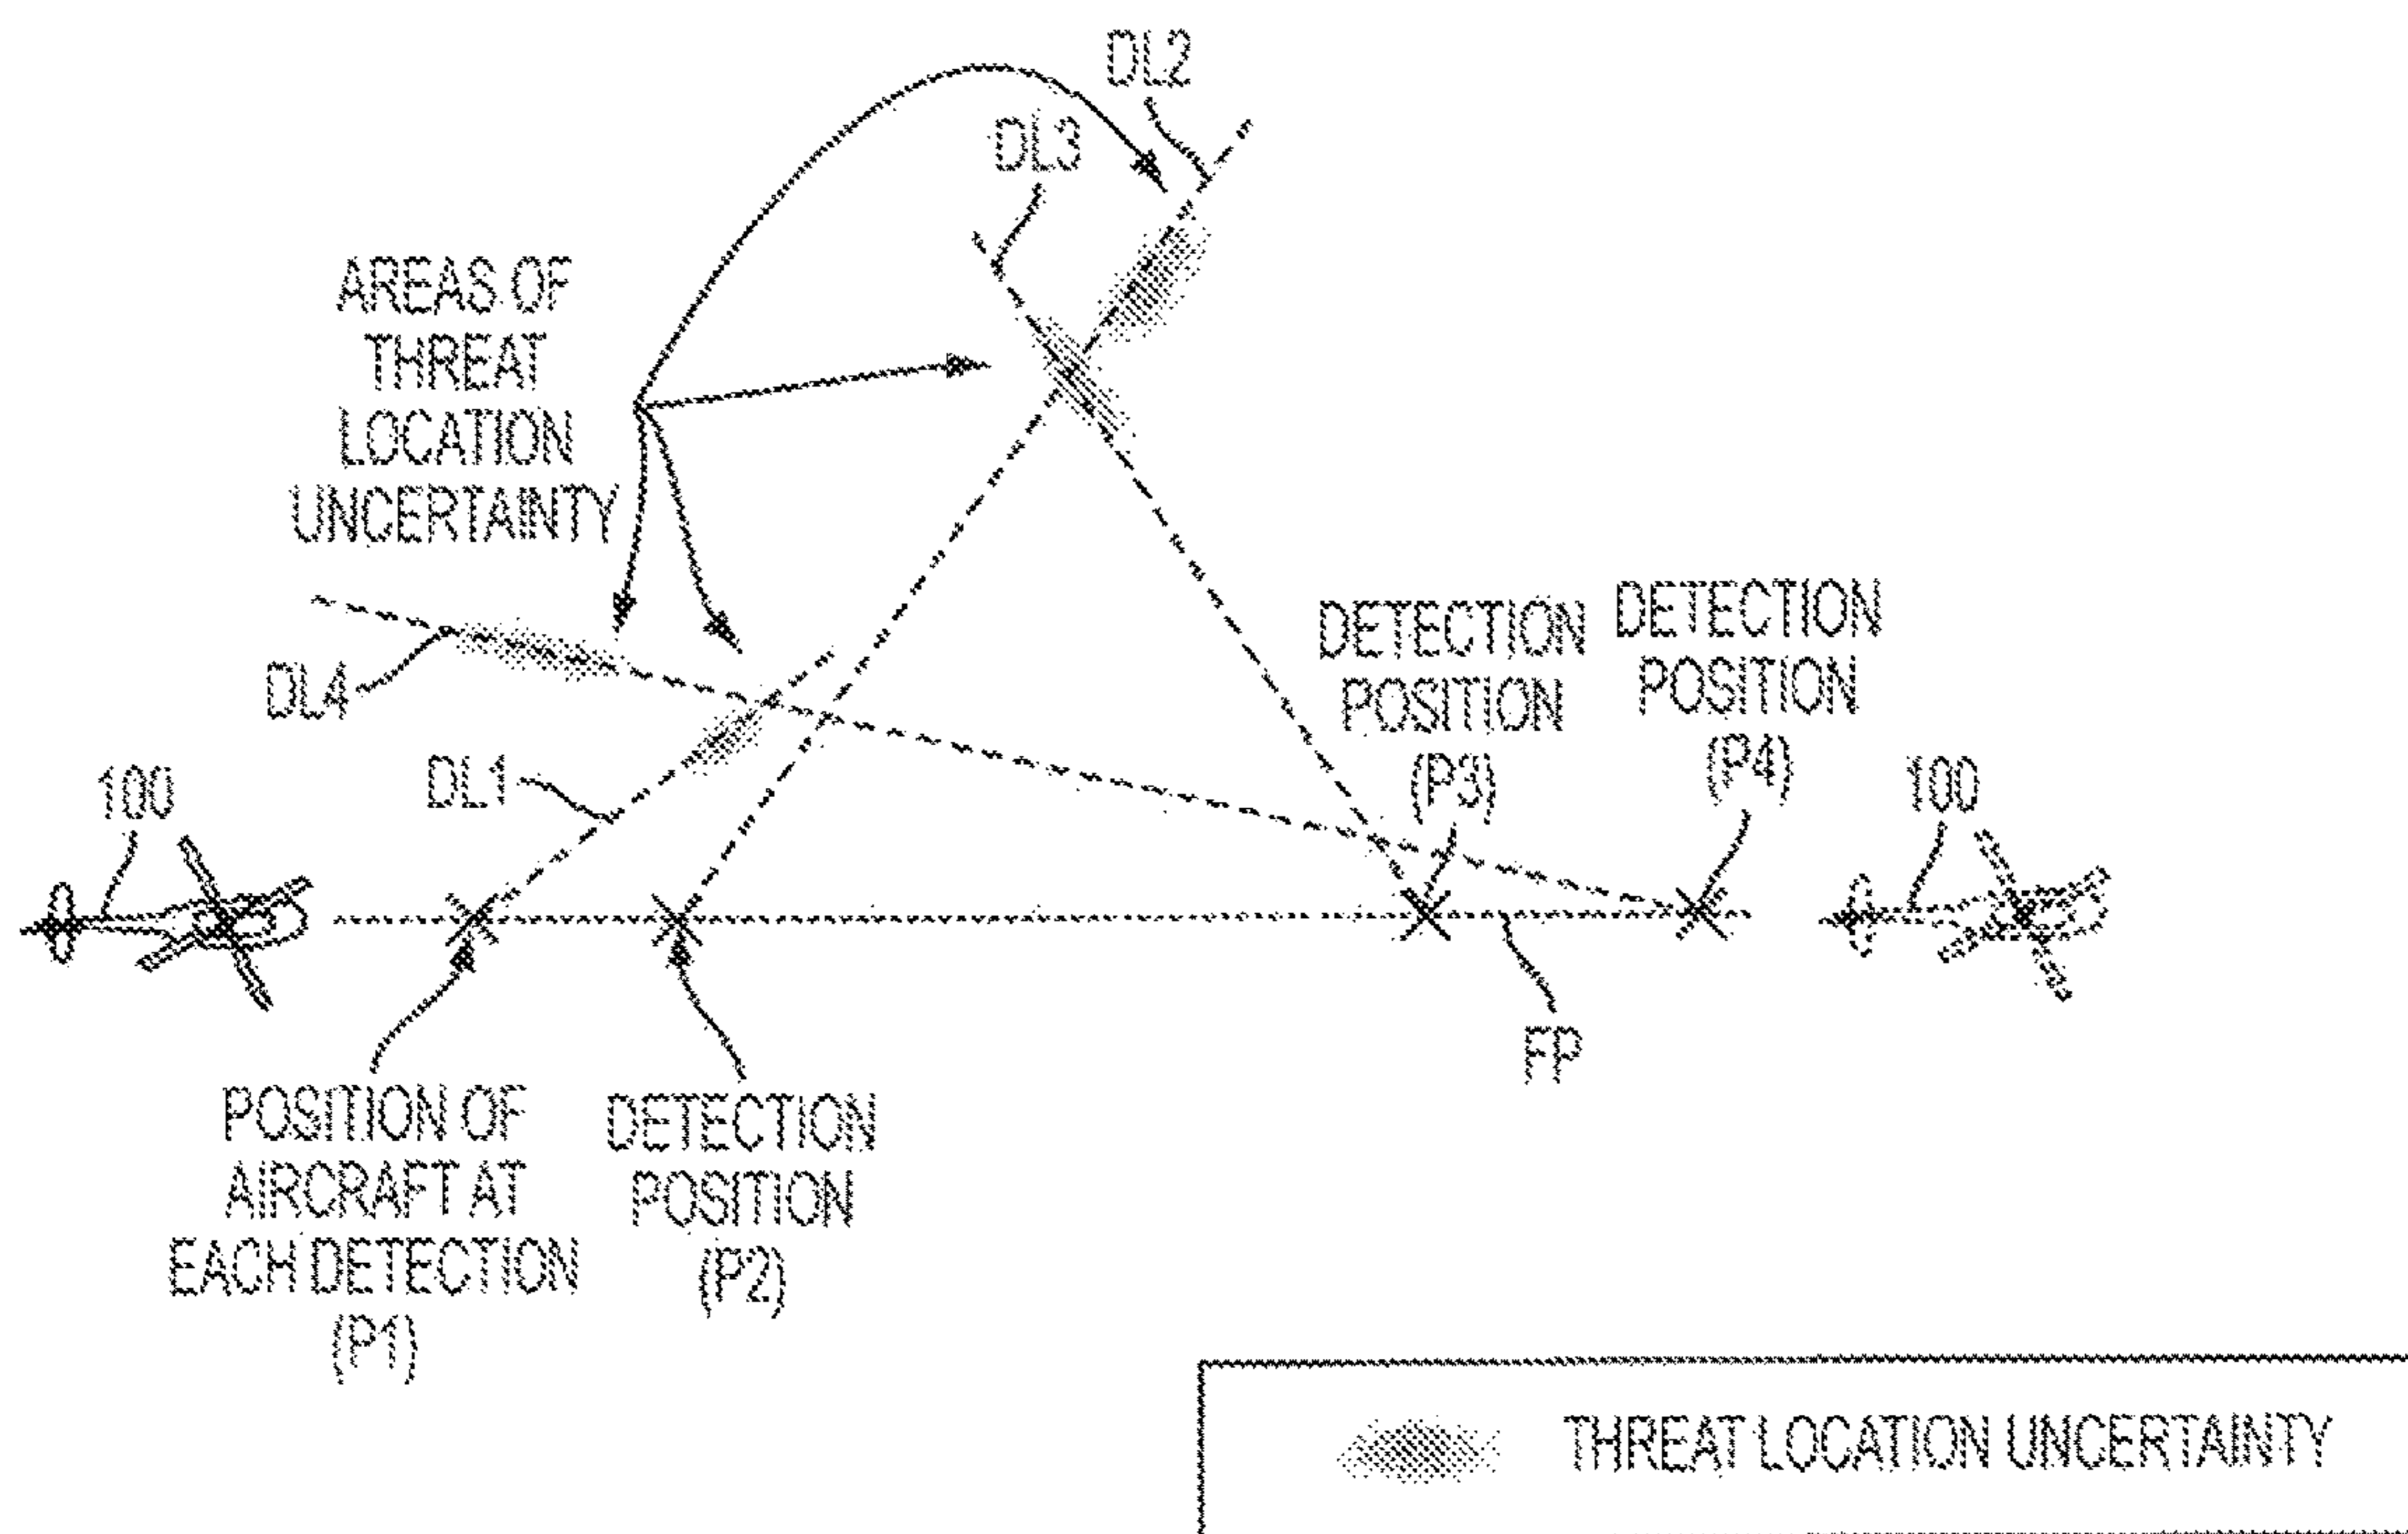 DL2
DL3
AREAS OF
THREAT
LOCATION
UNCERTAINTY
DETECTION
POSITION
(P3)
DETECTION
POSITION
(P4)
DL4
DL1
100
100
FP
POSITION OF
AIRCRAFT AT
EACH DETECTION
(P1)
DETECTION
POSITION
(P2)
THREAT LOCATION UNCERTAINTY